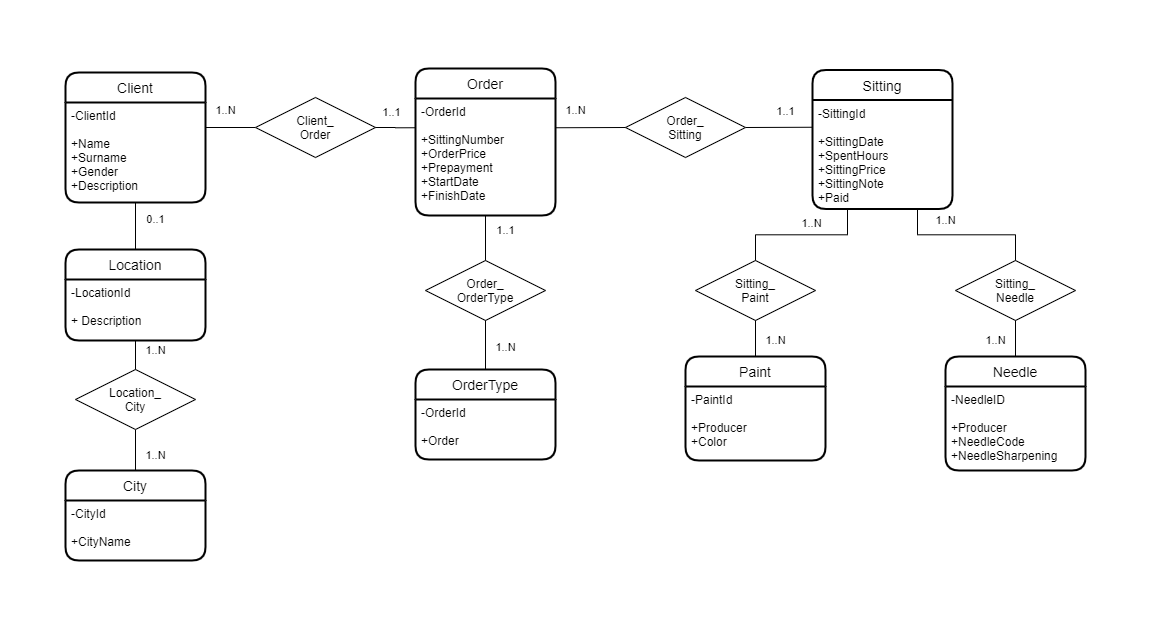 Client
-ClientId
+Name
+Surname
+Gender
+Description
1..N
Client_
Order
1..1
Order
-OrderId
+SittingNumber
+OrderPrice
+Prepayment
+StartDate
+FinishDate
1..N
Order_
Sitting
1..1
Sitting
-SittingId
+SittingDate
+SpentHours
+SittingPrice
+SittingNote
+Paid
0..1
Location
-LocationId
+ Description
1..N
Location_
City
1..N
City
-CityId
+CityName
1..1
Order_
OrderType
1..N
OrderType
-OrderId
+Order
1..N
Sitting_
Paint
1..N
Paint
-PaintId
+Producer
+Color
1..N
Sitting_
Needle
1..N
Needle
-NeedleID
+Producer
+NeedleCode
+NeedleSharpening